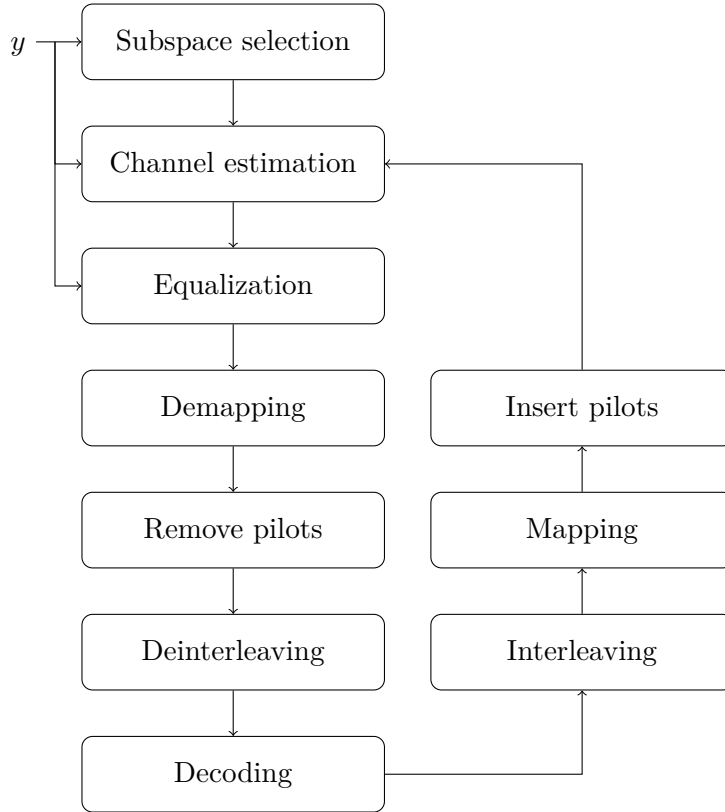 y
Subspace selection
Channel estimation
Equalization
Demapping
Insert pilots
Remove pilots
Mapping
Deinterleaving
Interleaving
Decoding